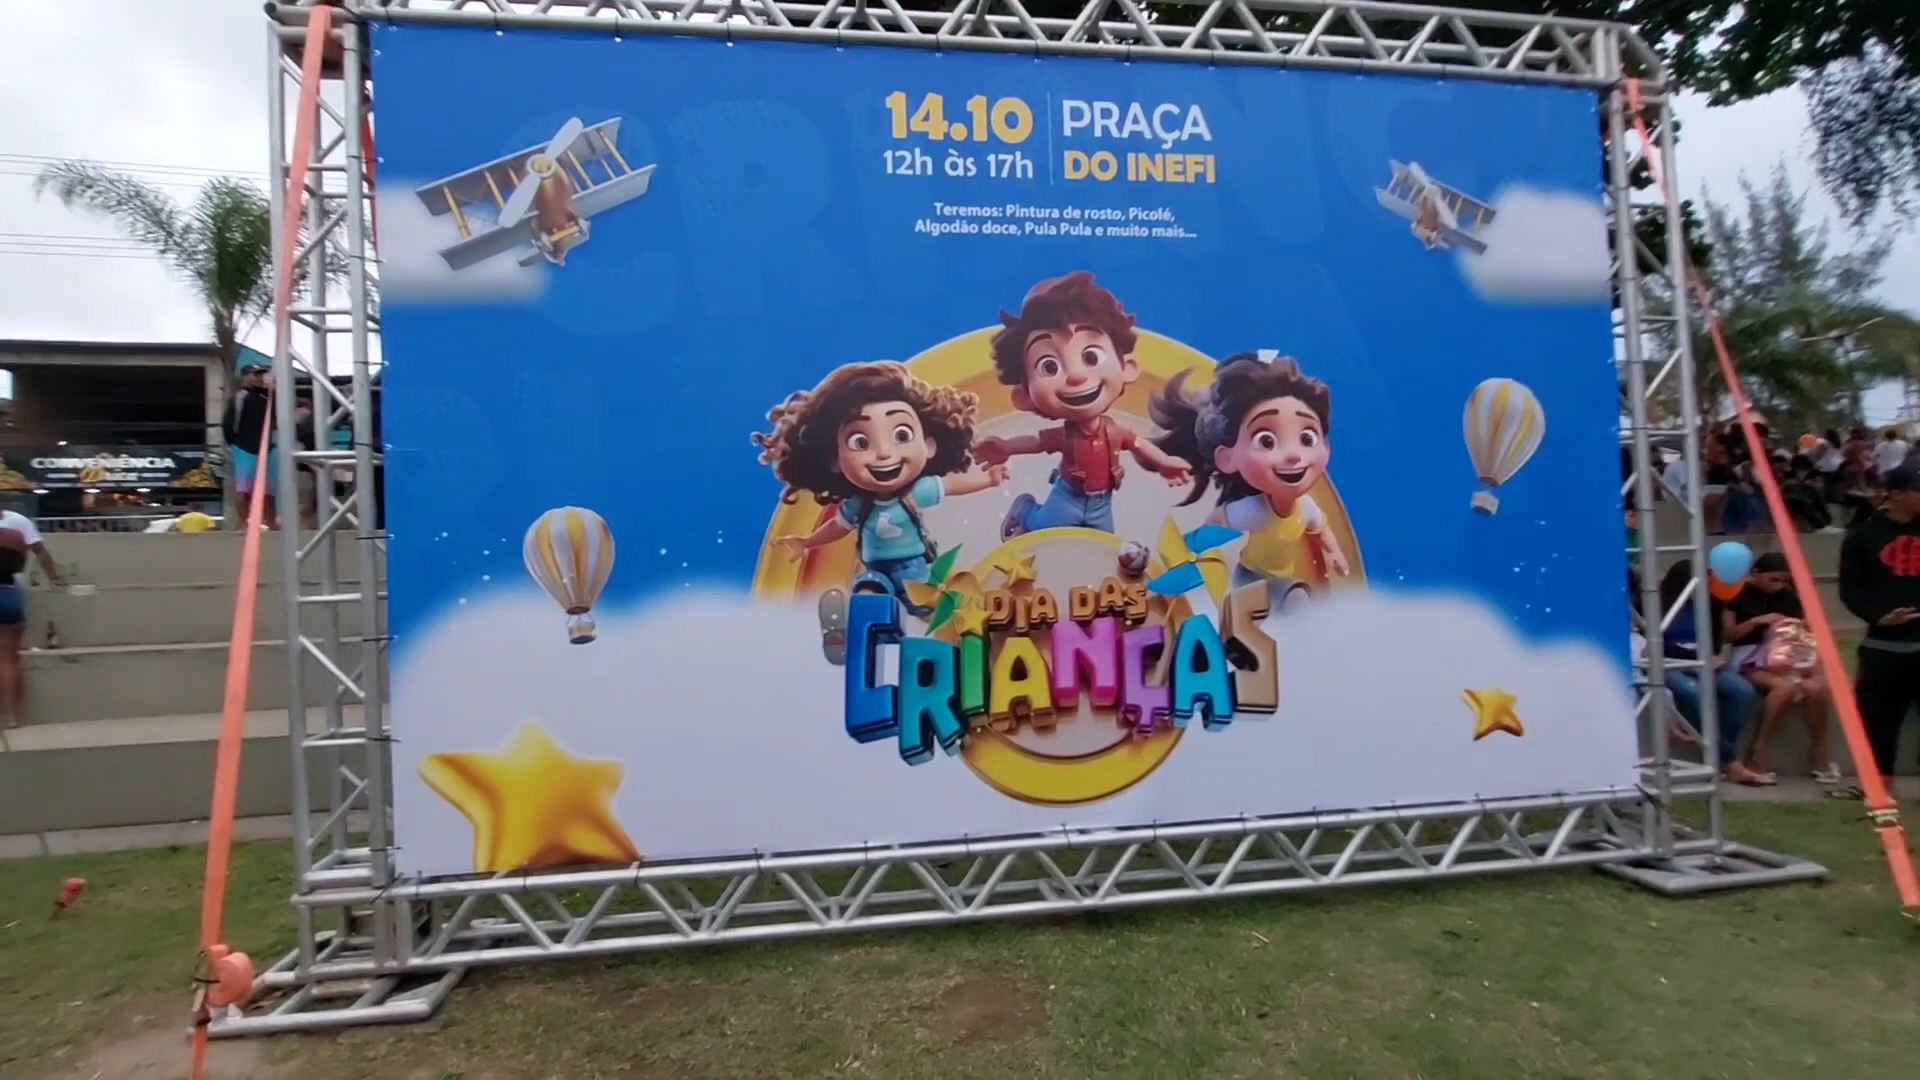 14.10
12h às 17h
PRAÇA
DO INEFI
Teremos: Pintura de rosto, Picolé,
Algodão doce, Pula Pula e muito mais...
DIA DAS
CRIANÇAS
CONVENIÊNCIA